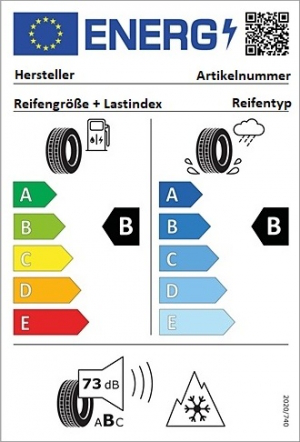 ENERG
Hersteller Artikelnummer
Reifengröße + Lastindex Reifentyp
A A
B B B B
C C
D D
E E
73 dB
ABC
2020/740